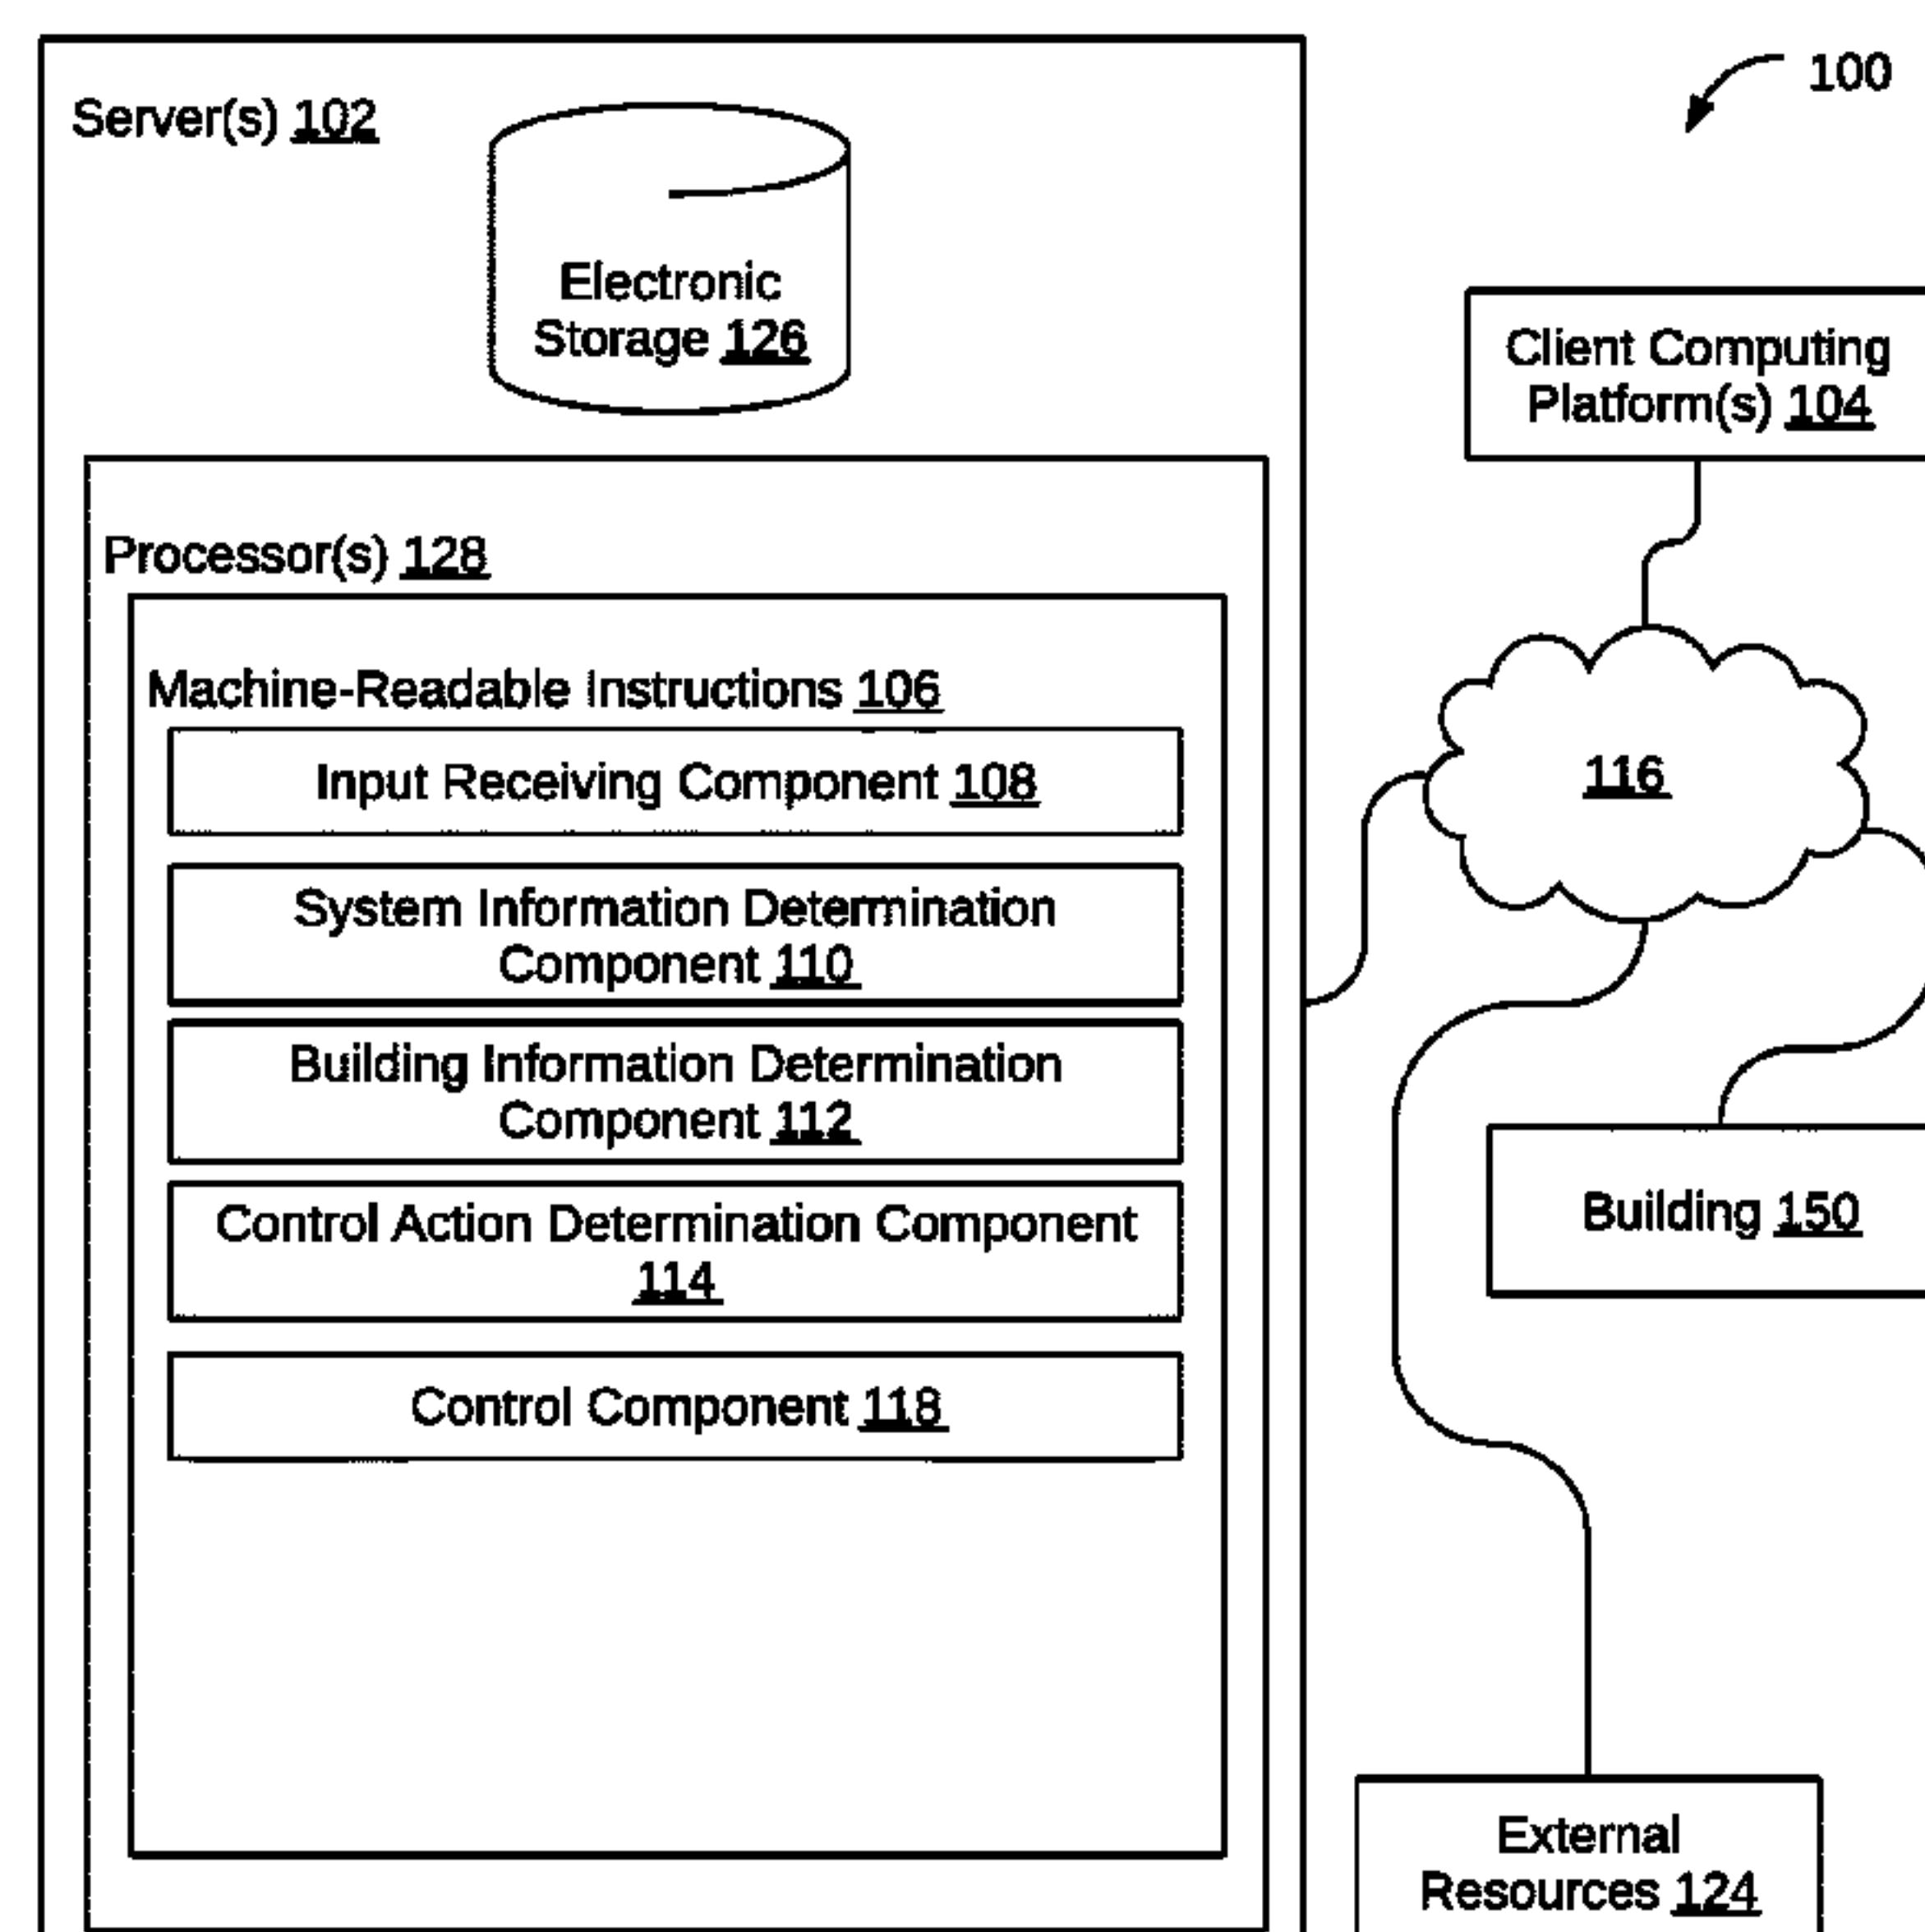 Server(s) 102
Electronic
Storage 126
Processor(s) 128
Machine-Readable Instructions 106
Input Receiving Component 108
System Information Determination
Component 110
Building Information Determination
Component 112
Control Action Determination Component
114
Control Component 118
100
Client Computing
Platform(s) 104
116
Building 150
External
Resources 124